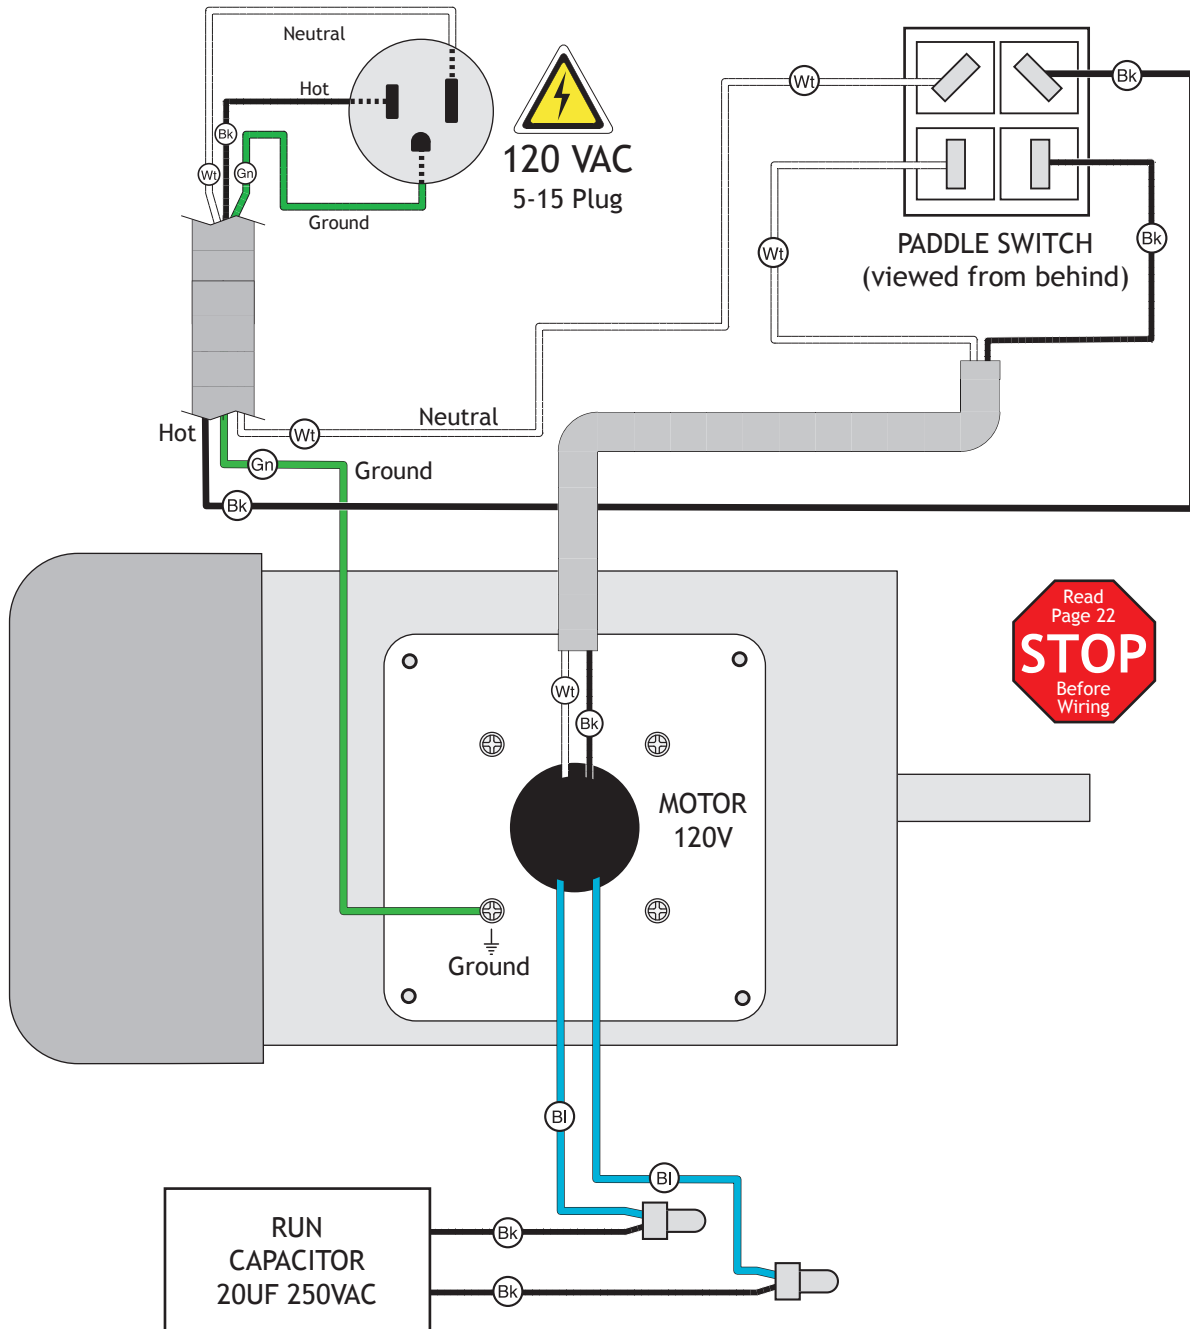 Neutral
Hot
Bk
Wt
Gn
Ground
120 VAC
5-15 Plug
Wt
Bk
PADDLE SWITCH
(viewed from behind)
Wt
Bk
Neutral
Hot
Wt
Gn
Ground
Bk
Read
Page 22
STOP
Before
Wiring
Wt
Bk
MOTOR
120V
Ground
Bl
Bl
RUN
CAPACITOR
20UF 250VAC
Bk
Bk